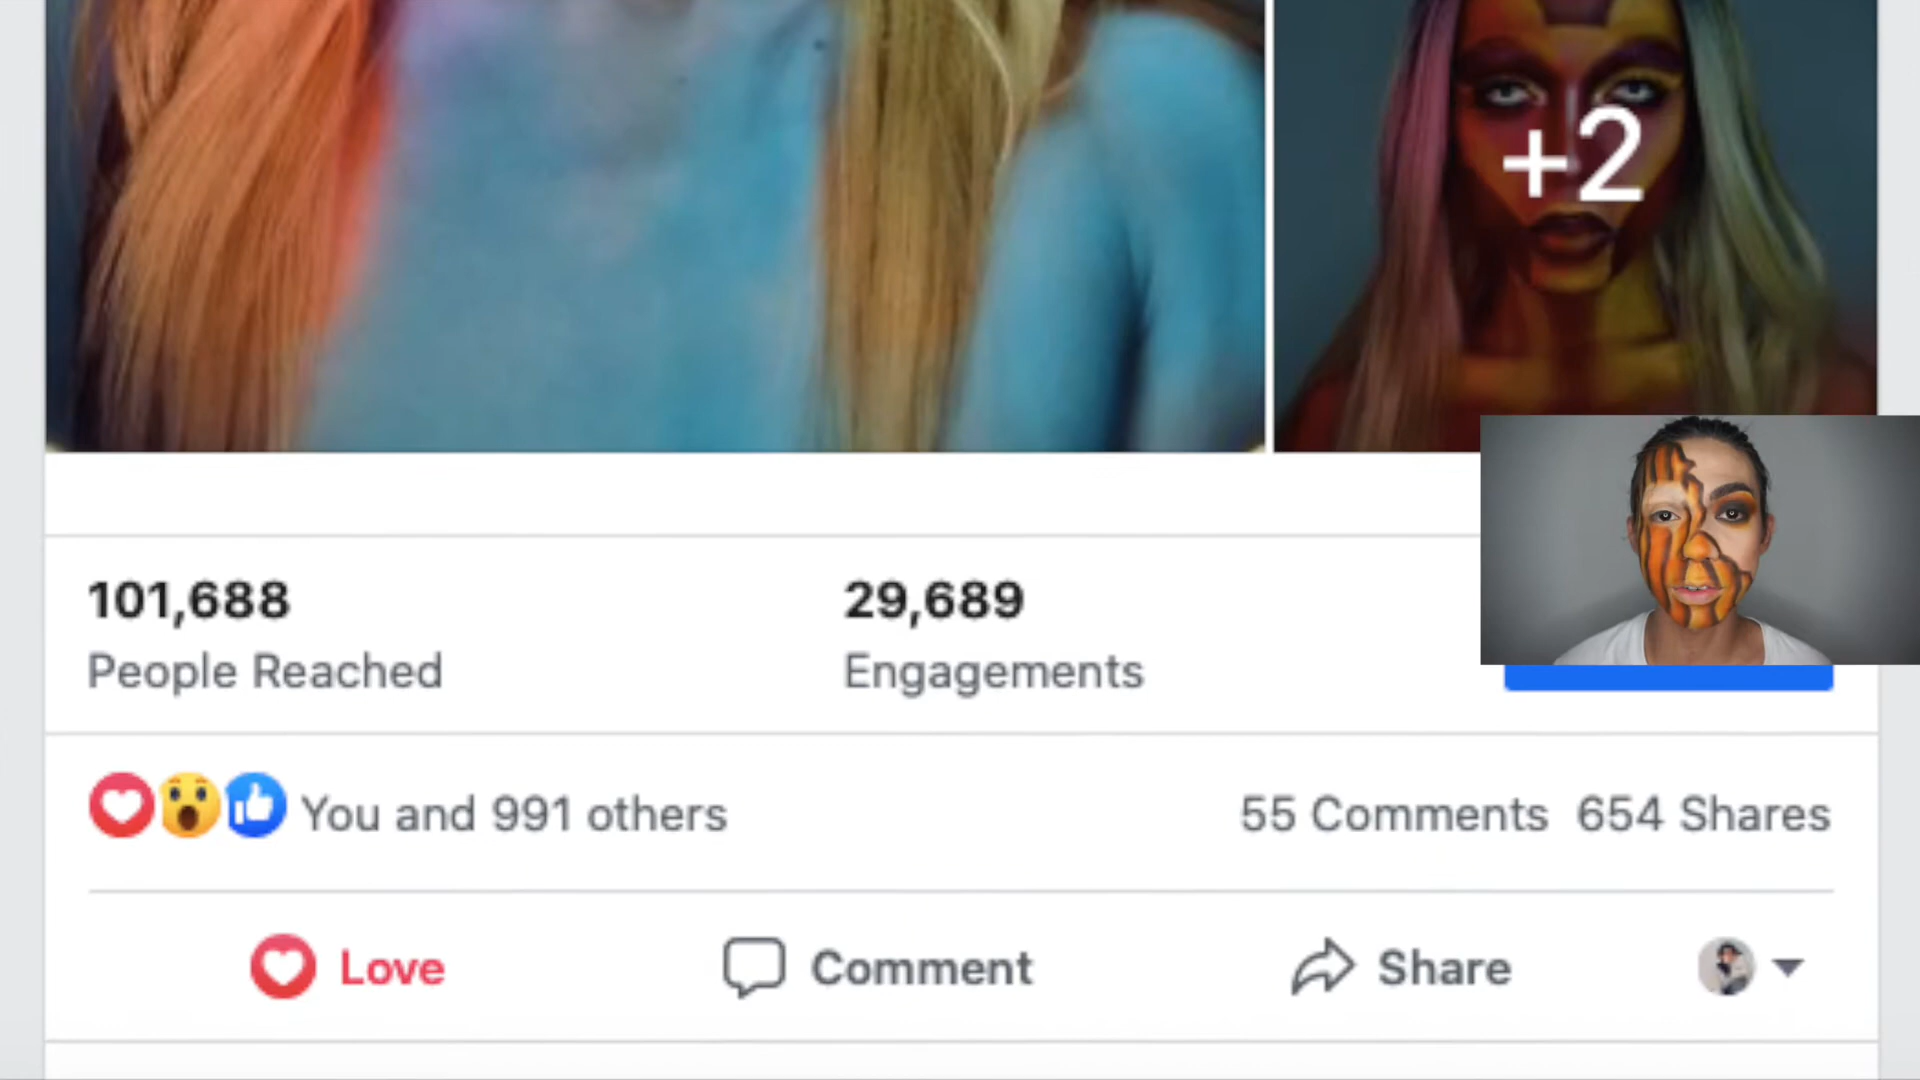 +2
101,688
29,689
People Reached
Engagements
You and 991 others
55 Comments 654 Shares
Love
Comment
Share